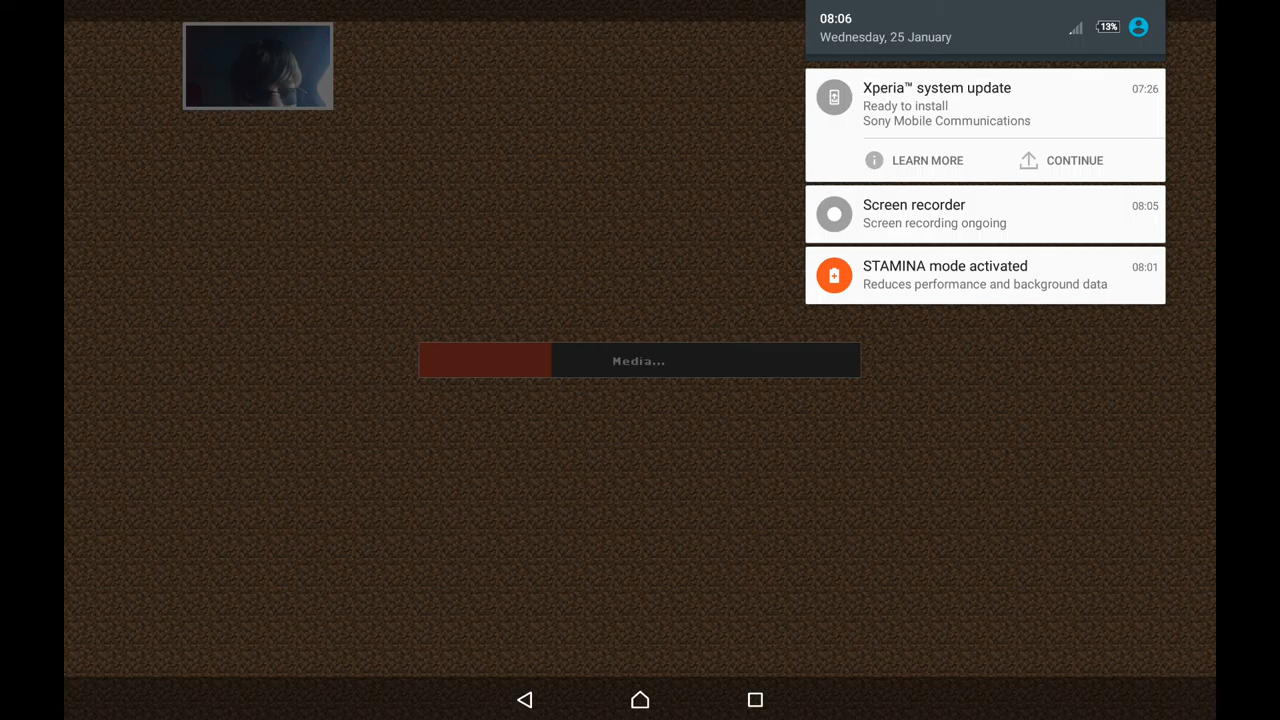 08:06
Wednesday, 25 January
13%
Xperia™ system update
07:26
Ready to install
Sony Mobile Communications
LEARN MORE
CONTINUE
Screen recorder
08:05
Screen recording ongoing
STAMINA mode activated
08:01
Reduces performance and background data
Media...